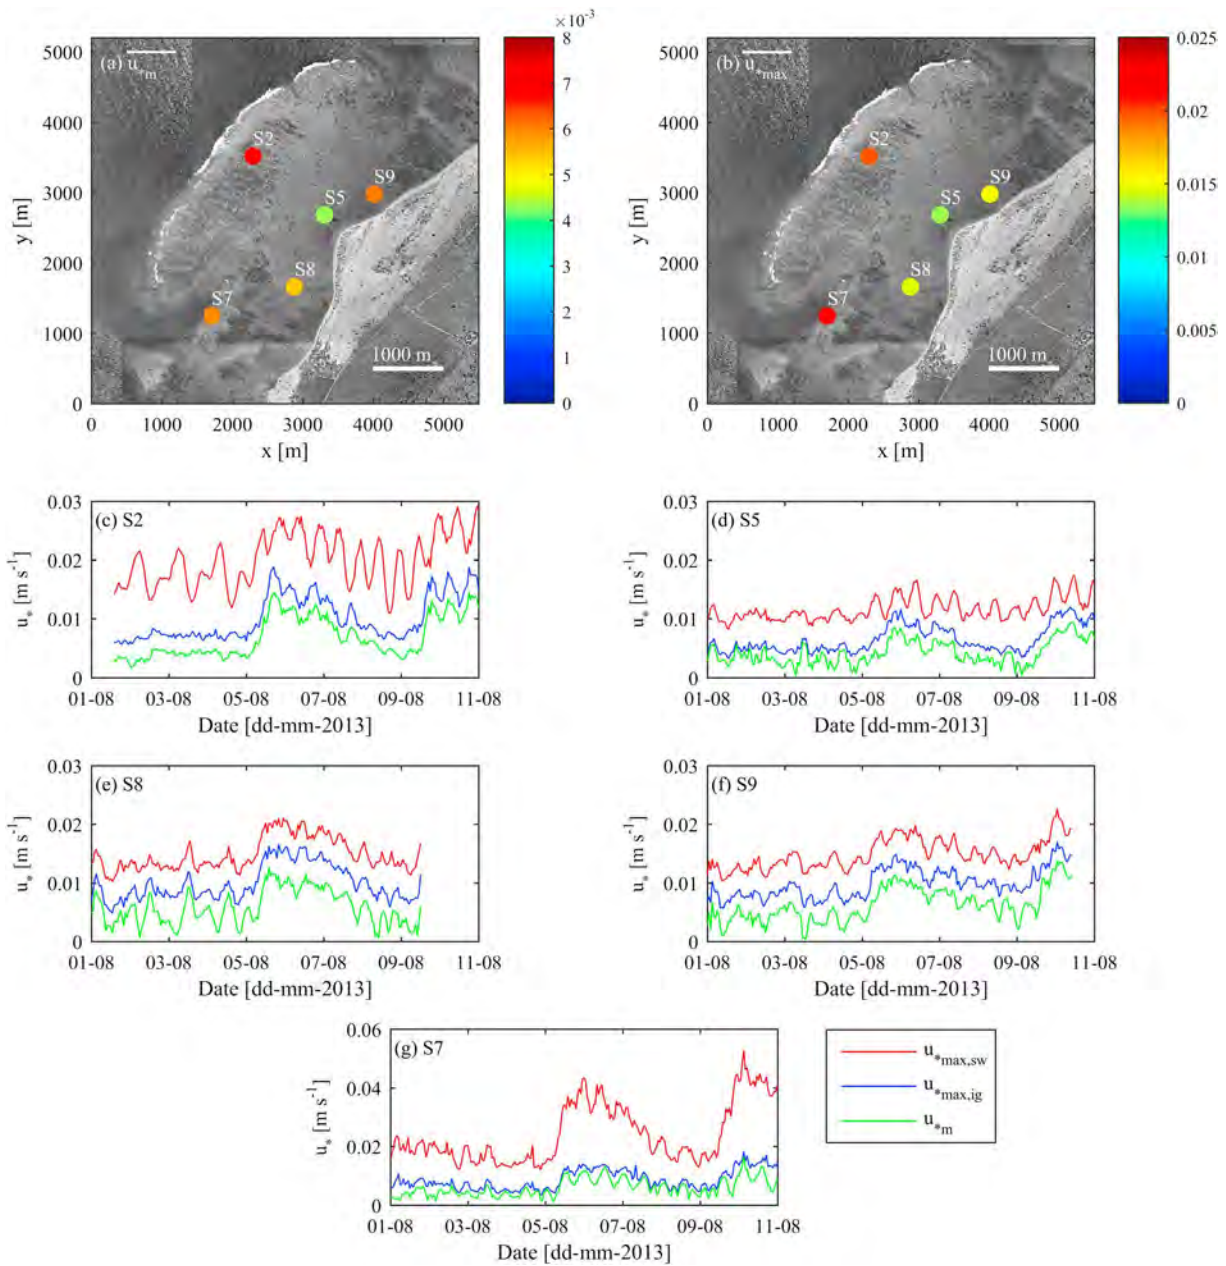 ×10⁻³
(a) u*m
S2
S9
S5
S8
S7
1000 m
y [m]
5000
4000
3000
2000
1000
0
0 1000 2000 3000 4000 5000
x [m]
8
7
6
5
4
3
2
1
0
(b) u*max
S2
S9
S5
S8
S7
1000 m
y [m]
5000
4000
3000
2000
1000
0
0 1000 2000 3000 4000 5000
x [m]
0.025
0.02
0.015
0.01
0.005
0
(c) S2
u* [m s⁻¹]
0.03
0.02
0.01
0
01-08 03-08 05-08 07-08 09-08 11-08
Date [dd-mm-2013]
(d) S5
u* [m s⁻¹]
0.03
0.02
0.01
0
01-08 03-08 05-08 07-08 09-08 11-08
Date [dd-mm-2013]
(e) S8
u* [m s⁻¹]
0.03
0.02
0.01
0
01-08 03-08 05-08 07-08 09-08 11-08
Date [dd-mm-2013]
(f) S9
u* [m s⁻¹]
0.03
0.02
0.01
0
01-08 03-08 05-08 07-08 09-08 11-08
Date [dd-mm-2013]
(g) S7
u* [m s⁻¹]
0.06
0.04
0.02
0
01-08 03-08 05-08 07-08 09-08 11-08
Date [dd-mm-2013]
u*max,sw
u*max,ig
u*m